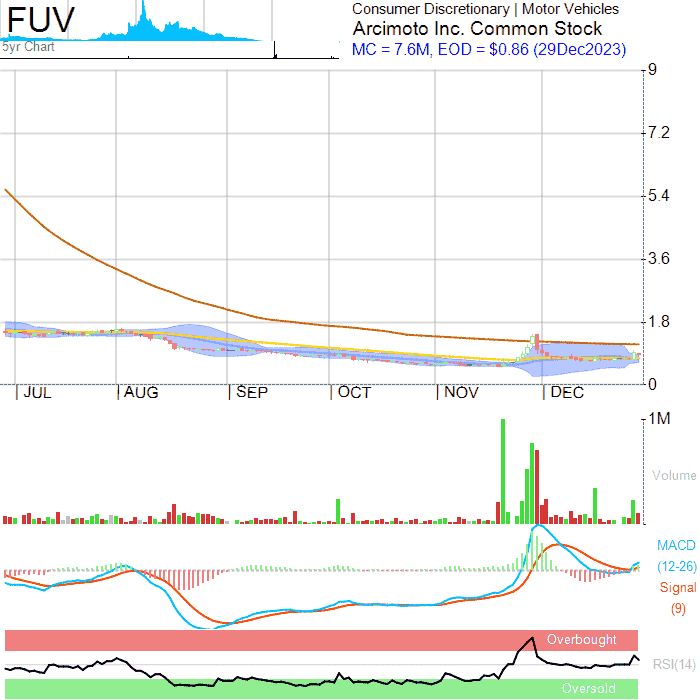 FUV
5yr Chart
Consumer Discretionary | Motor Vehicles
Arcimoto Inc. Common Stock
MC = 7.6M, EOD = $0.86 (29Dec2023)
9
7.2
5.4
3.6
1.8
0
JUL AUG SEP OCT NOV DEC
1M
Volume
MACD
(12-26)
Signal
(9)
Overbought
RSI(14)
Oversold